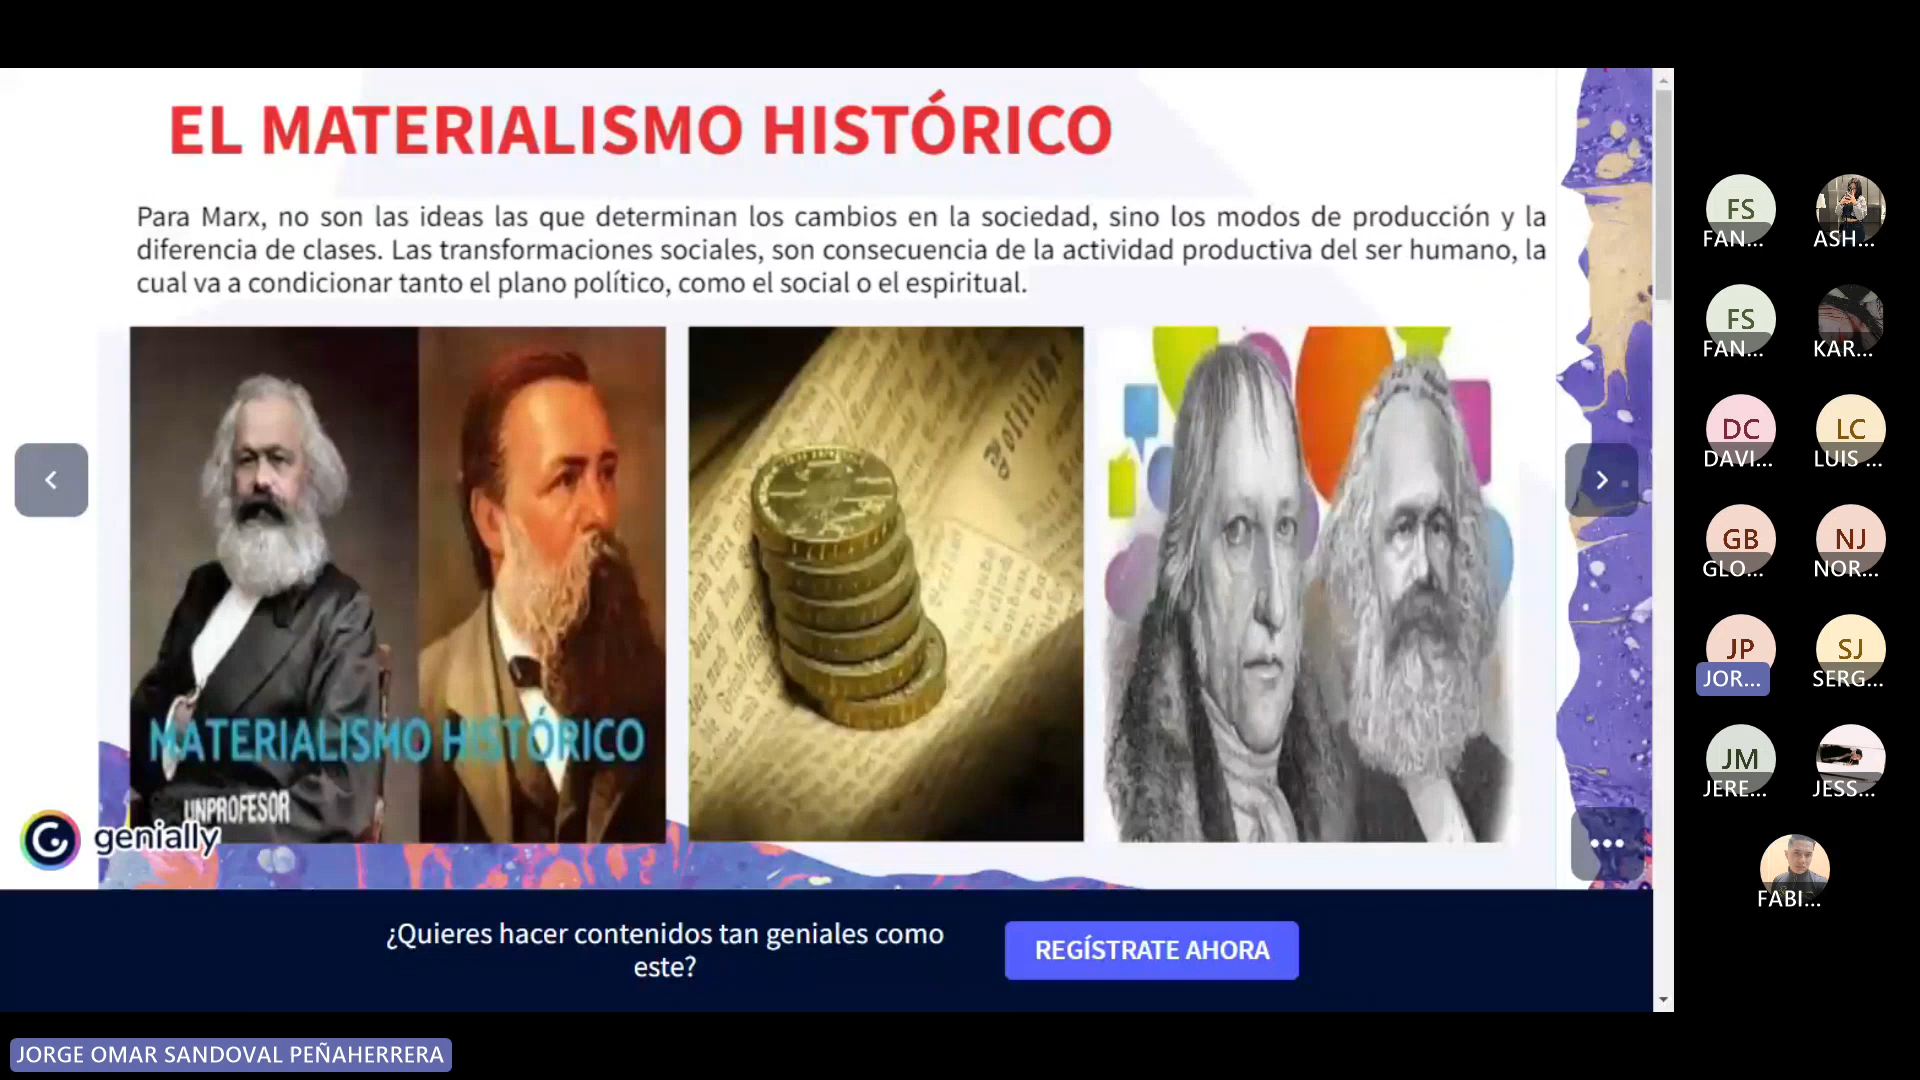 EL MATERIALISMO HISTÓRICO
Para Marx, no son las ideas las que determinan los cambios en la sociedad, sino los modos de producción y la
diferencia de clases. Las transformaciones sociales, son consecuencia de la actividad productiva del ser humano, la
cual va a condicionar tanto el plano político, como el social o el espiritual.
MATERIALISMO HISTÓRICO
UNPROFESOR
genially
¿Quieres hacer contenidos tan geniales como
este?
REGÍSTRATE AHORA
FS
FAN...
ASH...
FS
FAN...
KAR...
DC
DAVI...
LC
LUIS ...
GB
GLO...
NJ
NOR...
JP
JOR...
SJ
SERG...
JM
JERE...
JESS...
FABI...
JORGE OMAR SANDOVAL PEÑAHERRERA